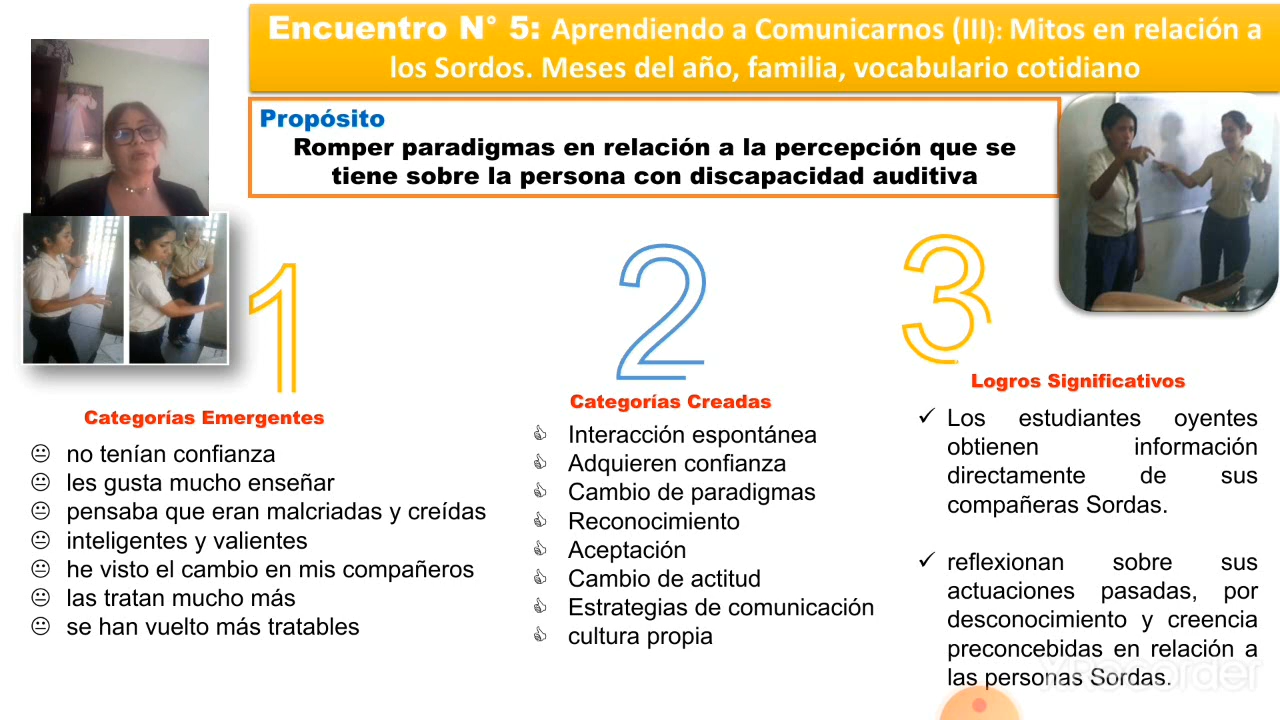 Encuentro N° 5: Aprendiendo a Comunicarnos (III): Mitos en relación a
los Sordos. Meses del año, familia, vocabulario cotidiano
Propósito
Romper paradigmas en relación a la percepción que se
tiene sobre la persona con discapacidad auditiva
1
Categorías Emergentes
no tenían confianza
les gusta mucho enseñar
pensaba que eran malcriadas y creídas
inteligentes y valientes
he visto el cambio en mis compañeros
las tratan mucho más
se han vuelto más tratables
2
Categorías Creadas
Interacción espontánea
Adquieren confianza
Cambio de paradigmas
Reconocimiento
Aceptación
Cambio de actitud
Estrategias de comunicación
cultura propia
3
Logros Significativos
Los estudiantes oyentes
obtienen información
directamente de sus
compañeras Sordas.
reflexionan sobre sus
actuaciones pasadas, por
desconocimiento y creencia
preconcebidas en relación a
las personas Sordas.
XRecorder